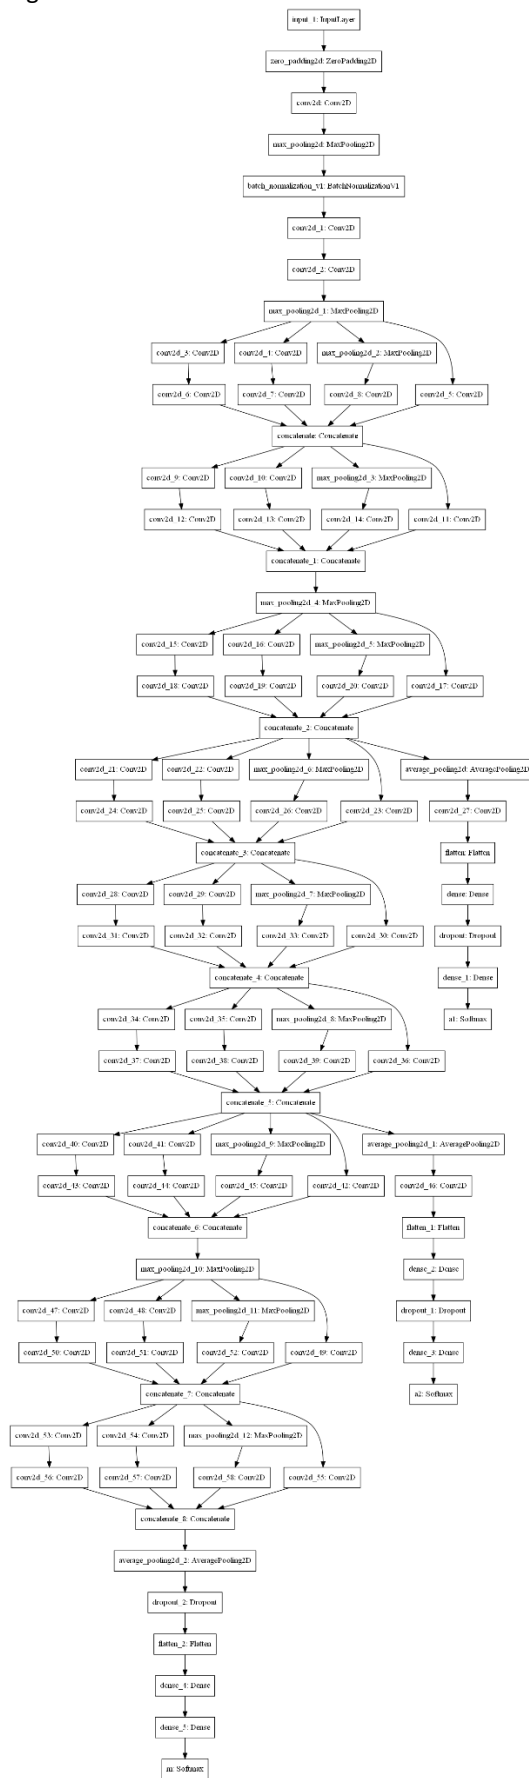 input_1: InputLayer
zero_padding2d: ZeroPadding2D
conv2d: Conv2D
max_pooling2d: MaxPooling2D
batch_normalization_v1: BatchNormalizationV1
conv2d_1: Conv2D
conv2d_2: Conv2D
max_pooling2d_1: MaxPooling2D
conv2d_3: Conv2D conv2d_4: Conv2D max_pooling2d_2: MaxPooling2D
conv2d_6: Conv2D conv2d_7: Conv2D conv2d_8: Conv2D conv2d_5: Conv2D
concatenate: Concatenate
conv2d_9: Conv2D conv2d_10: Conv2D max_pooling2d_3: MaxPooling2D
conv2d_12: Conv2D conv2d_13: Conv2D conv2d_14: Conv2D conv2d_11: Conv2D
concatenate_1: Concatenate
max_pooling2d_4: MaxPooling2D
conv2d_15: Conv2D conv2d_16: Conv2D max_pooling2d_5: MaxPooling2D
conv2d_18: Conv2D conv2d_19: Conv2D conv2d_20: Conv2D conv2d_17: Conv2D
concatenate_2: Concatenate
conv2d_21: Conv2D conv2d_22: Conv2D max_pooling2d_6: MaxPooling2D average_pooling2d: AveragePooling2D
conv2d_24: Conv2D conv2d_25: Conv2D conv2d_26: Conv2D conv2d_23: Conv2D conv2d_27: Conv2D
concatenate_3: Concatenate flatten: Flatten
conv2d_28: Conv2D conv2d_29: Conv2D max_pooling2d_7: MaxPooling2D dense: Dense
conv2d_31: Conv2D conv2d_32: Conv2D conv2d_33: Conv2D conv2d_30: Conv2D dropout: Dropout
concatenate_4: Concatenate dense_1: Dense
conv2d_34: Conv2D conv2d_35: Conv2D max_pooling2d_8: MaxPooling2D a1: Softmax
conv2d_37: Conv2D conv2d_38: Conv2D conv2d_39: Conv2D conv2d_36: Conv2D
concatenate_5: Concatenate
conv2d_40: Conv2D conv2d_41: Conv2D max_pooling2d_9: MaxPooling2D average_pooling2d_1: AveragePooling2D
conv2d_43: Conv2D conv2d_44: Conv2D conv2d_45: Conv2D conv2d_42: Conv2D conv2d_46: Conv2D
concatenate_6: Concatenate flatten_1: Flatten
max_pooling2d_10: MaxPooling2D dense_2: Dense
conv2d_47: Conv2D conv2d_48: Conv2D max_pooling2d_11: MaxPooling2D dropout_1: Dropout
conv2d_50: Conv2D conv2d_51: Conv2D conv2d_52: Conv2D conv2d_49: Conv2D dense_3: Dense
concatenate_7: Concatenate a2: Softmax
conv2d_53: Conv2D conv2d_54: Conv2D max_pooling2d_12: MaxPooling2D
conv2d_56: Conv2D conv2d_57: Conv2D conv2d_58: Conv2D conv2d_55: Conv2D
concatenate_8: Concatenate
average_pooling2d_2: AveragePooling2D
dropout_2: Dropout
flatten_2: Flatten
dense_4: Dense
dense_5: Dense
m: Softmax